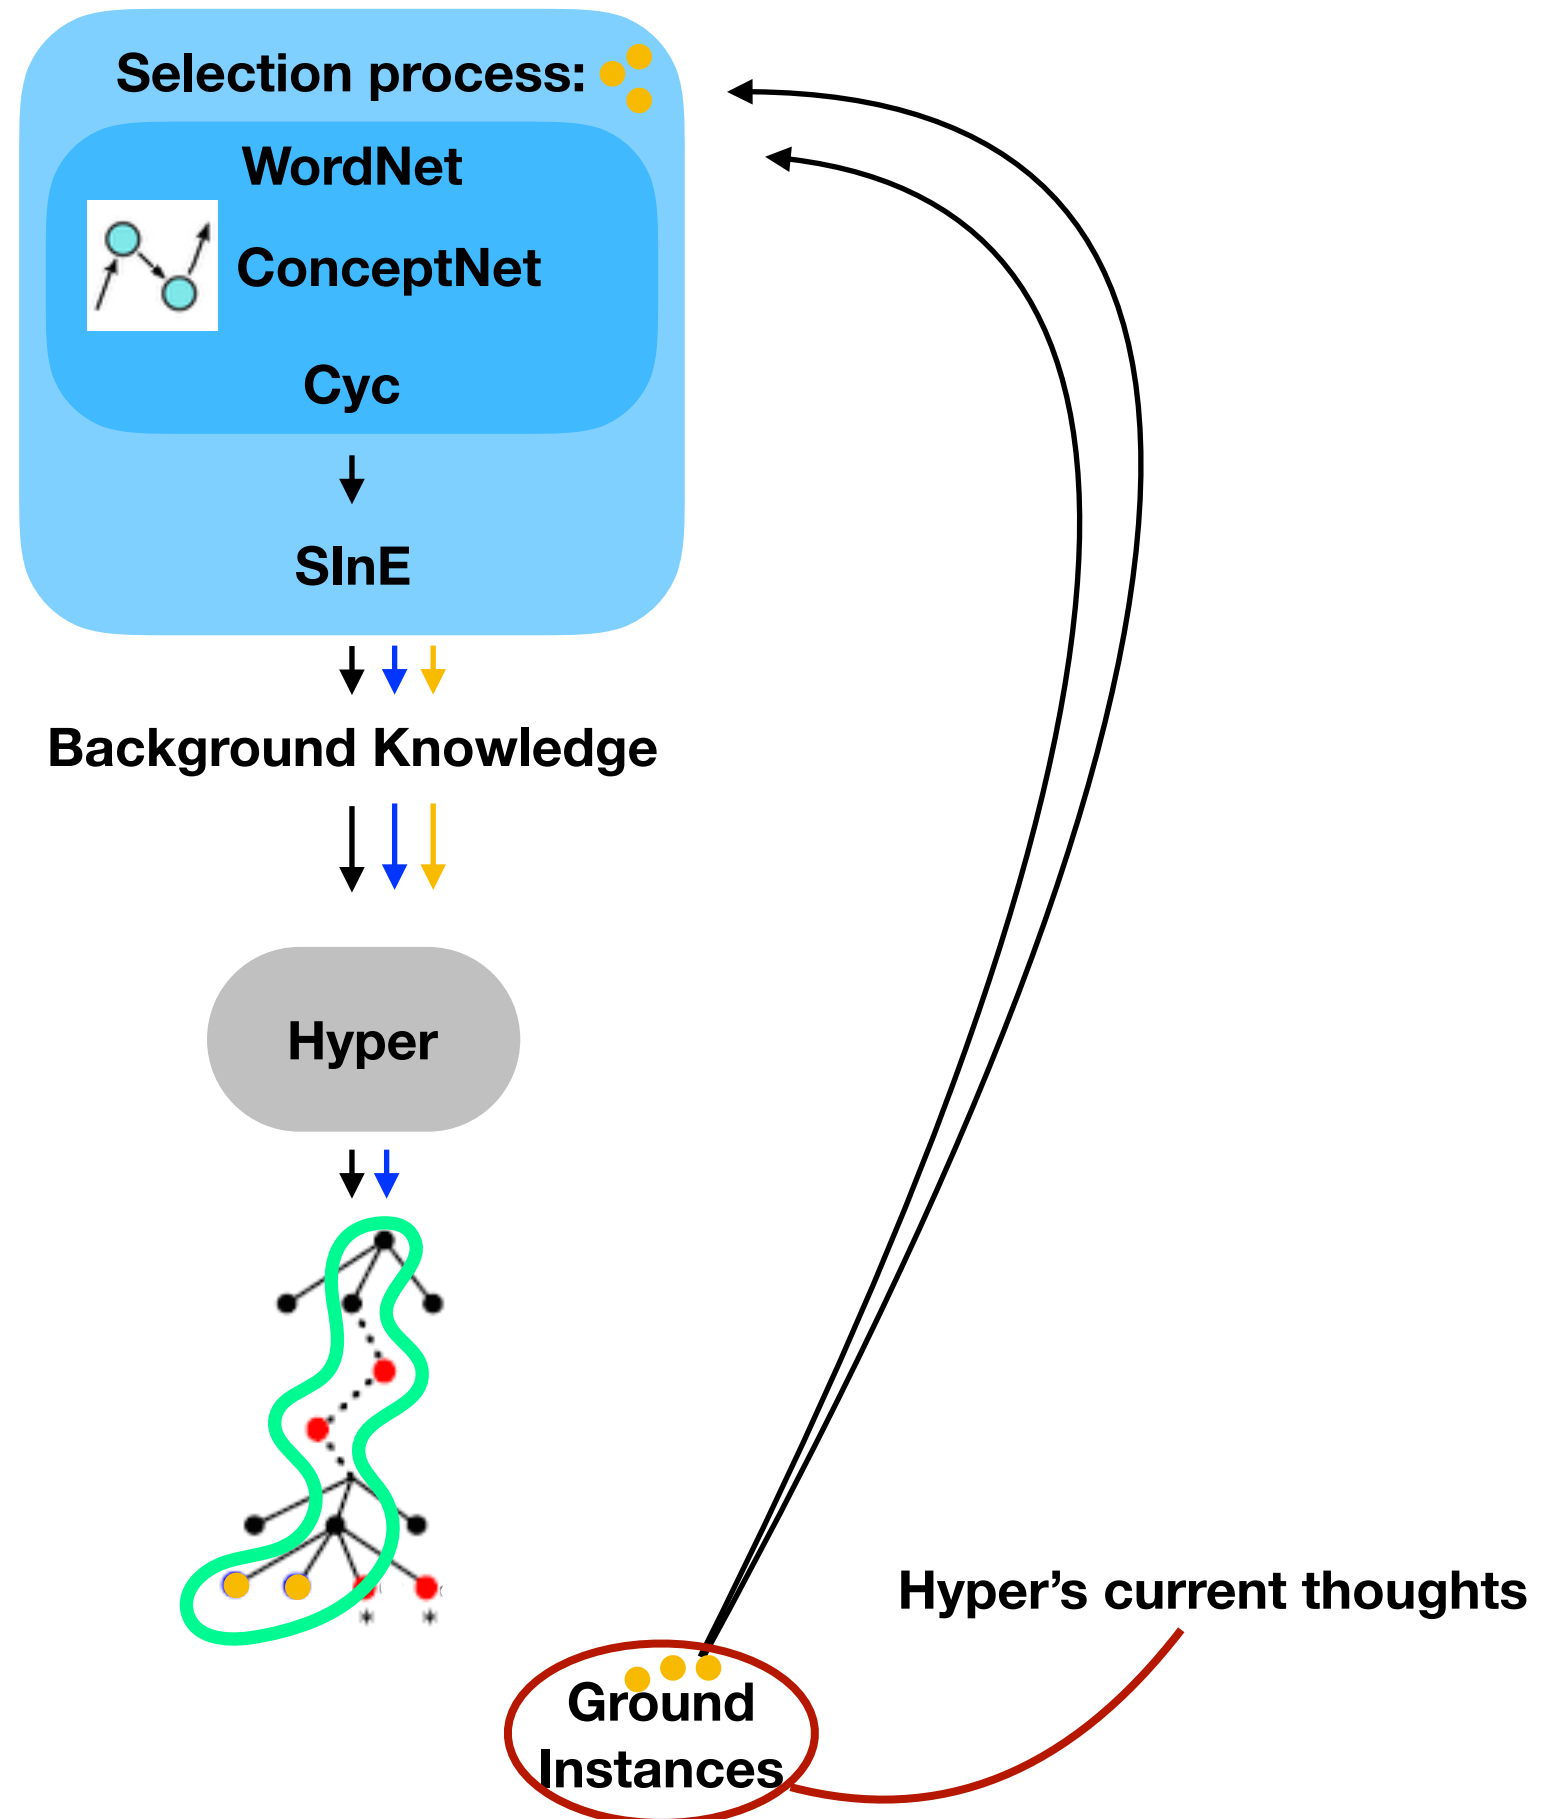 Selection process:
WordNet
ConceptNet
Cyc
SInE
Background Knowledge
Hyper
Hyper's current thoughts
Ground
Instances